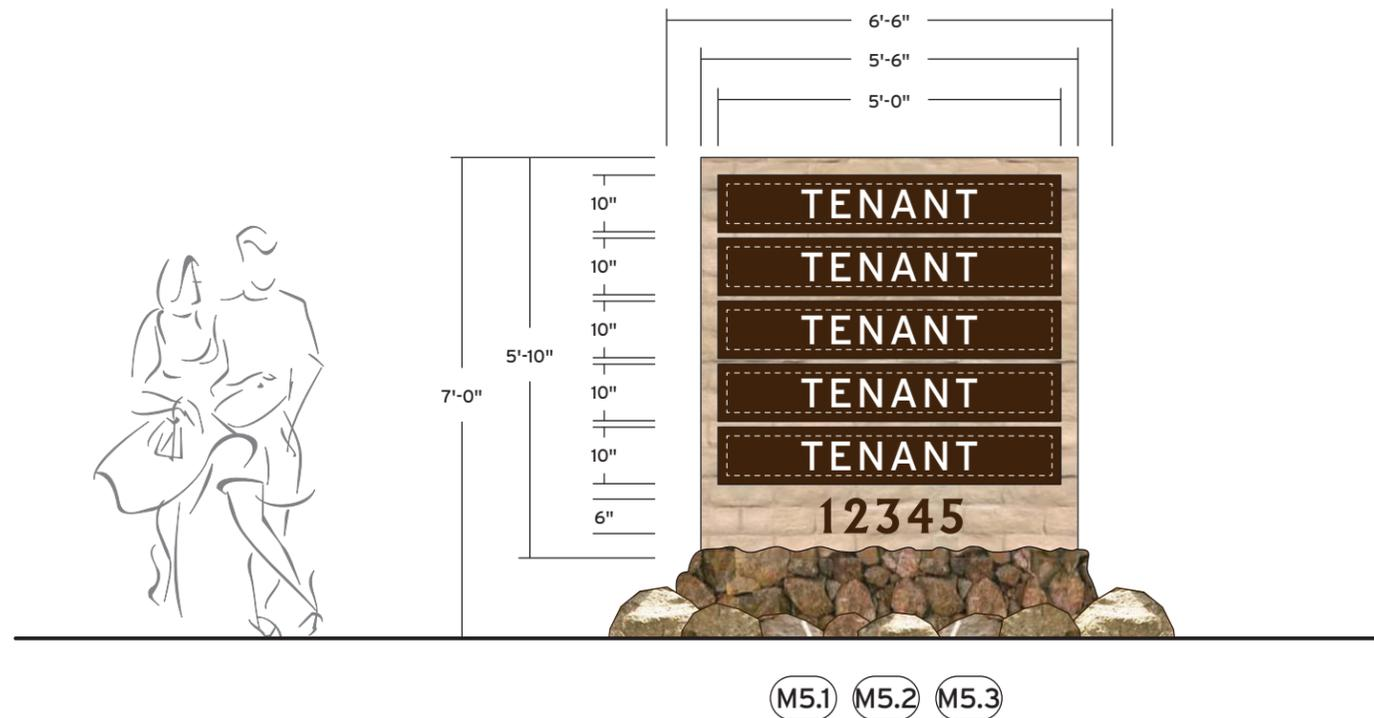 6'-6"
5'-6"
5'-0"
10"
TENANT
10"
TENANT
10"
TENANT
5'-10"
7'-0"
10"
TENANT
10"
TENANT
6"
12345
M5.1 M5.2 M5.3